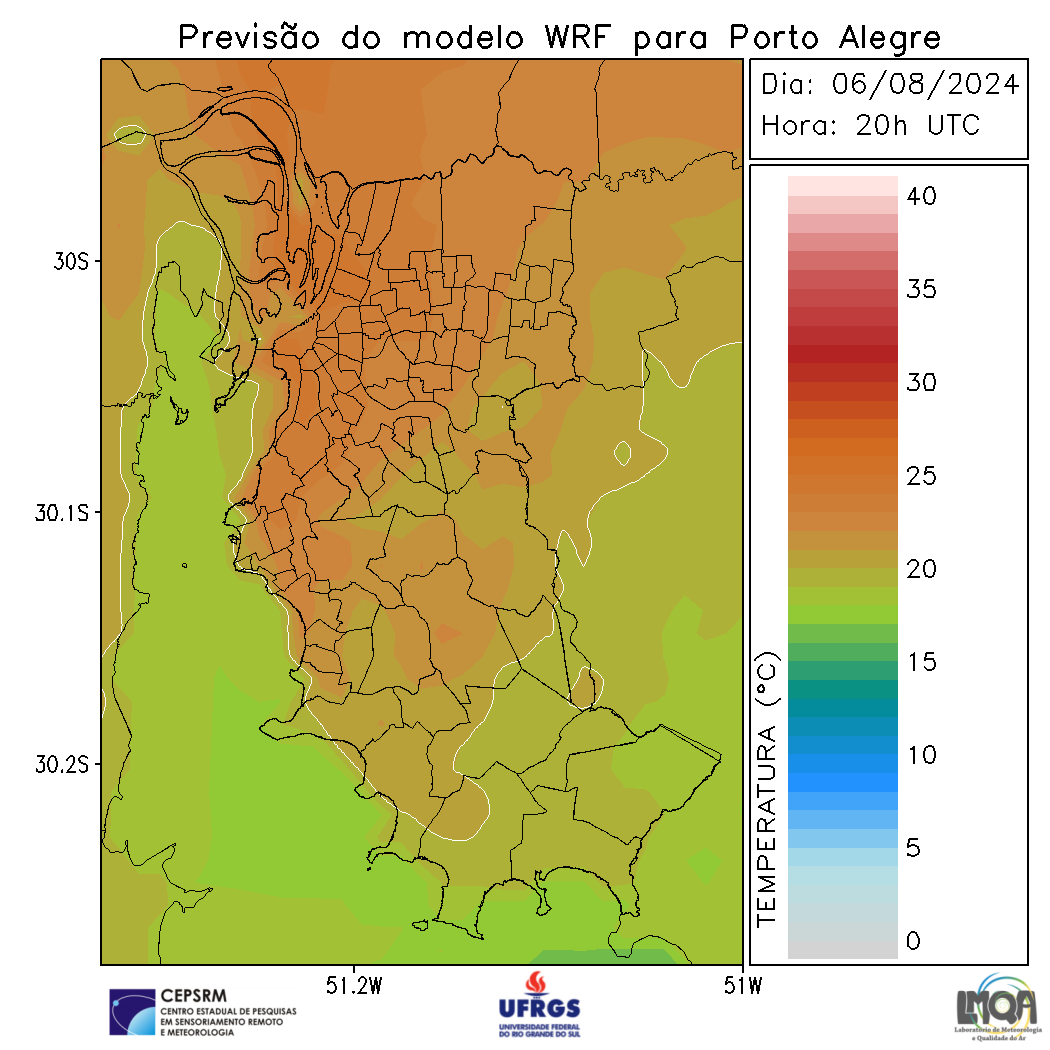 Previsão do modelo WRF para Porto Alegre
Dia: 06/08/2024
Hora: 20h UTC
30S
30.1S
30.2S
51.2W
51W
TEMPERATURA (°C)
40
35
30
25
20
15
10
5
0
CEPSRM
CENTRO ESTADUAL DE PESQUISAS
EM SENSORIAMENTO REMOTO
E METEOROLOGIA
UFRGS
UNIVERSIDADE FEDERAL
DO RIO GRANDE DO SUL
LMQA
Laboratório de Meteorologia
e Qualidade do Ar